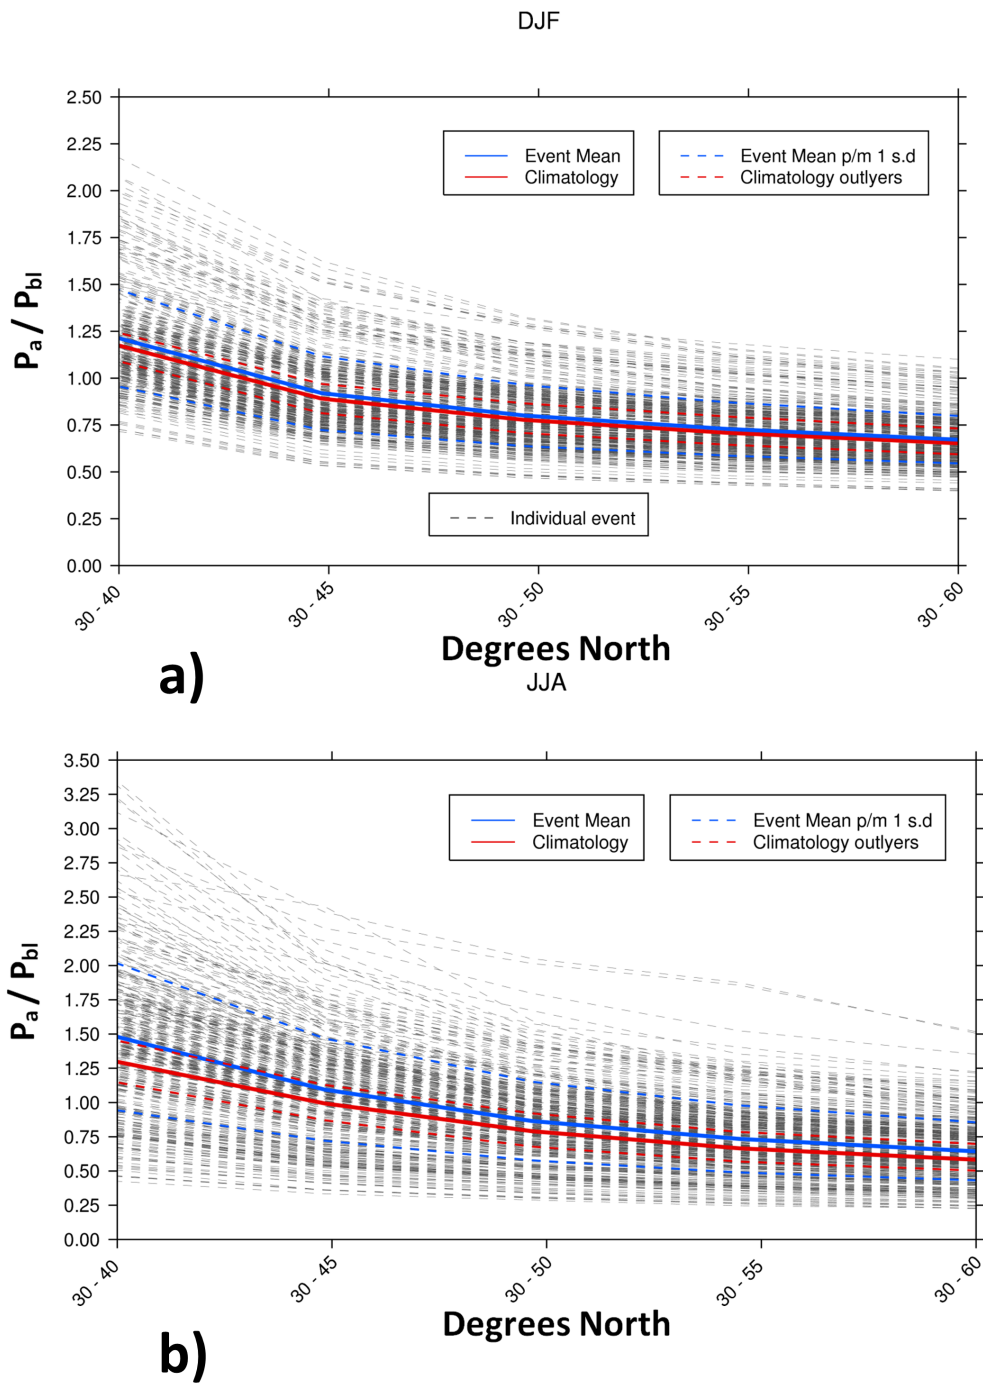 DJF
2.50
2.25
2.00
1.75
1.50
1.25
1.00
0.75
0.50
0.25
0.00
Pa / Pbl
Event Mean
Climatology
Event Mean p/m 1 s.d
Climatology outlyers
Individual event
30 - 40
30 - 45
30 - 50
30 - 55
30 - 60
Degrees North
a)
JJA
3.50
3.25
3.00
2.75
2.50
2.25
2.00
1.75
1.50
1.25
1.00
0.75
0.50
0.25
0.00
Pa / Pbl
Event Mean
Climatology
Event Mean p/m 1 s.d
Climatology outlyers
30 - 40
30 - 45
30 - 50
30 - 55
30 - 60
Degrees North
b)